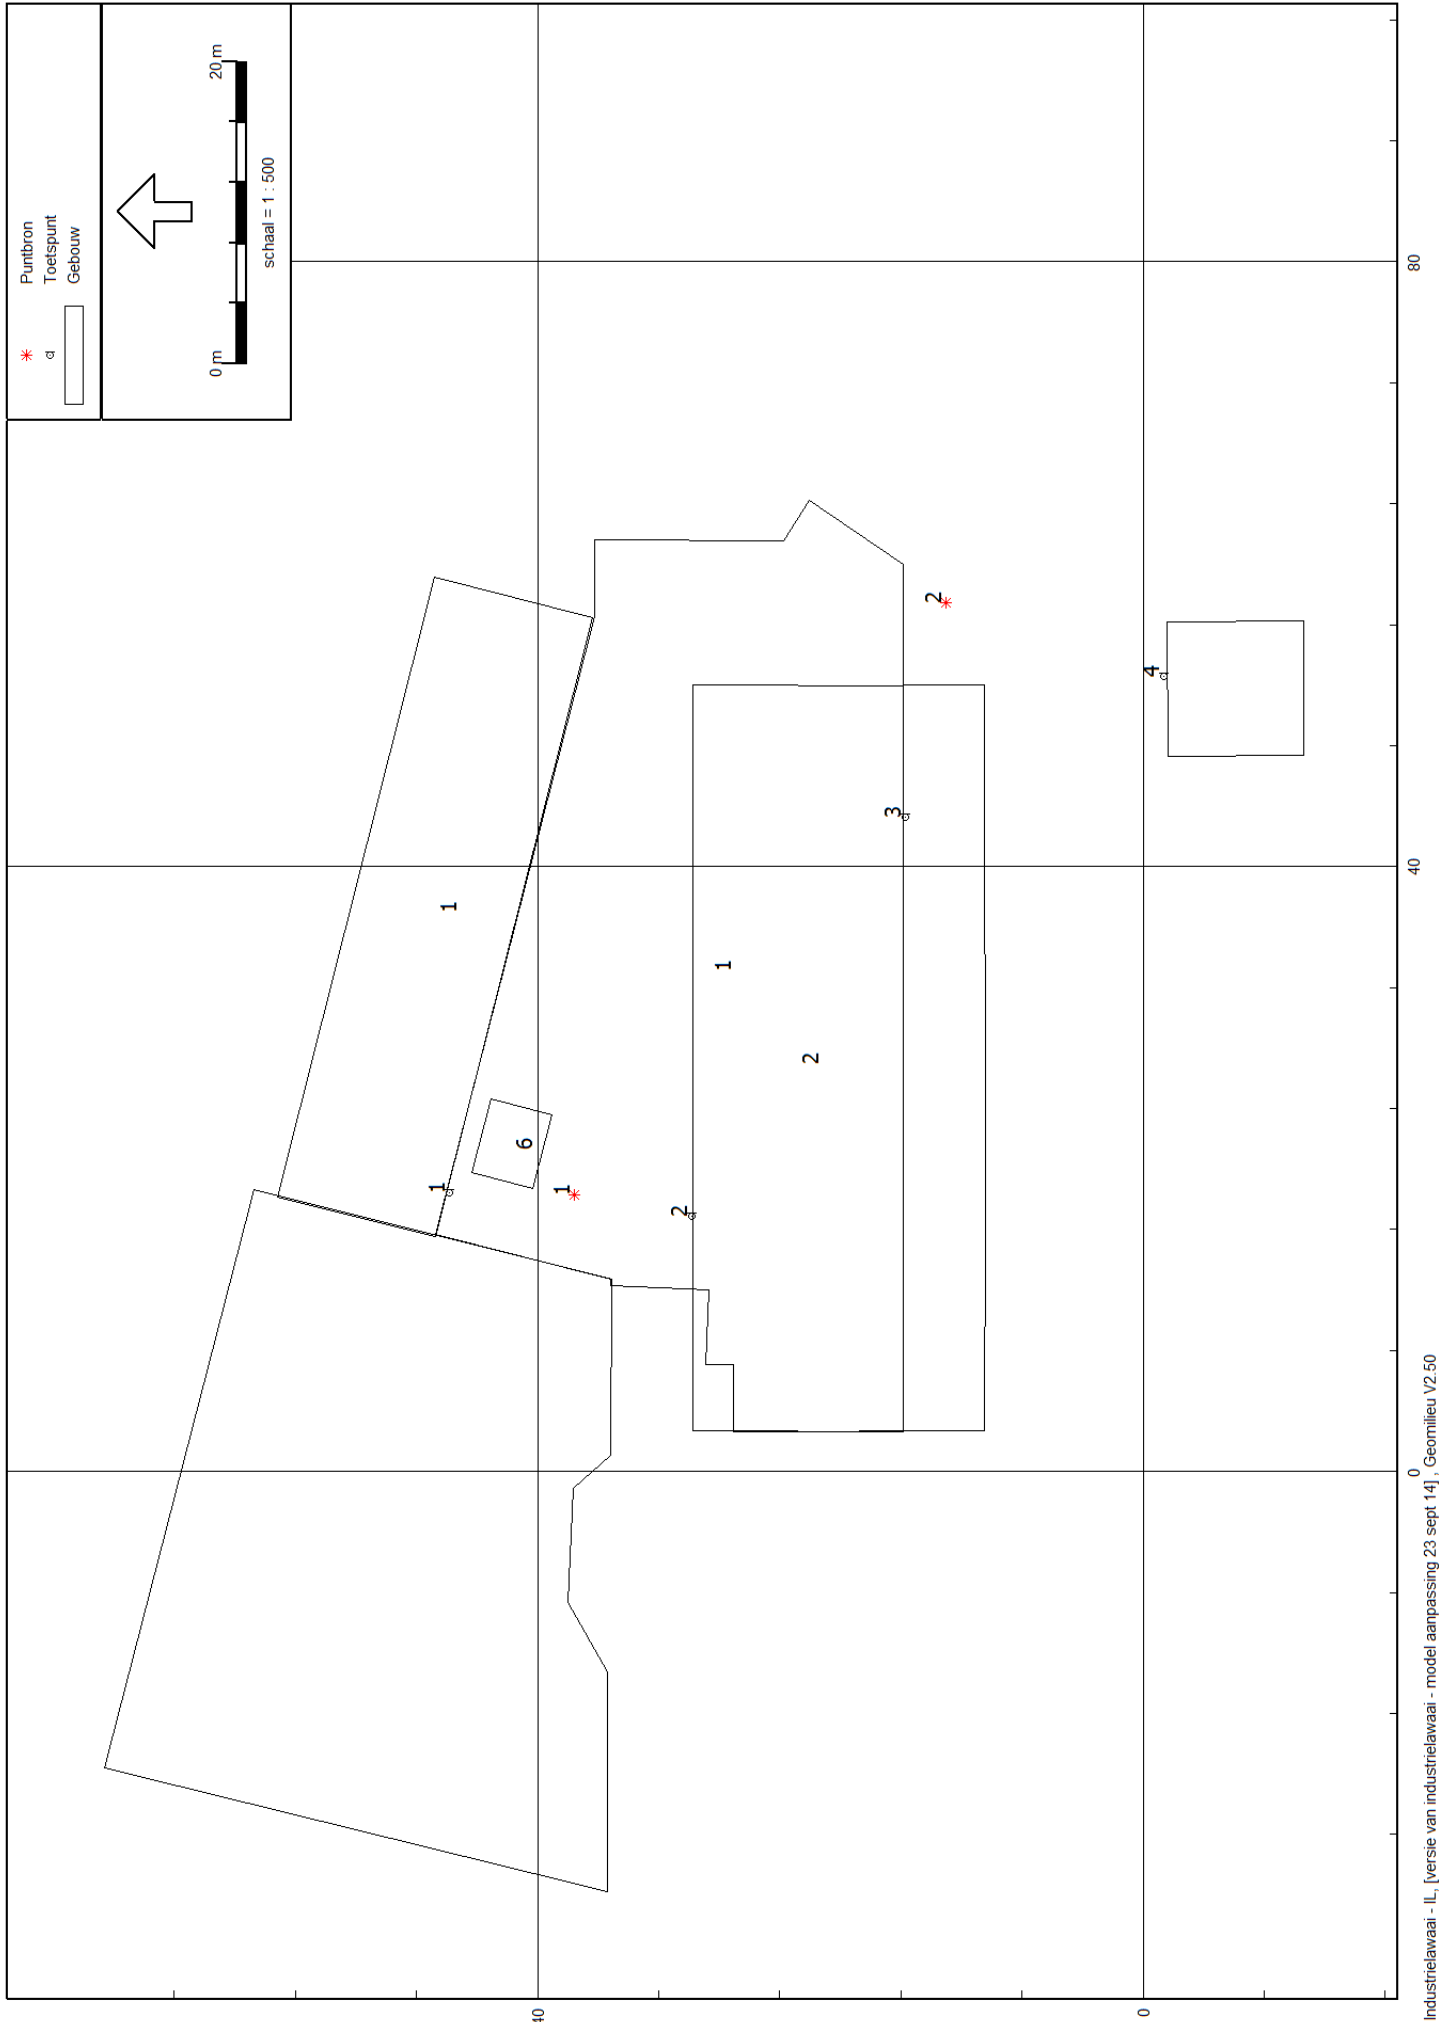 Puntbron
Toetspunt
Gebouw
0 m
20 m
schaal = 1 : 500
1
1
6
1
2
1
2
3
2
4
40
0
0
40
80
Industrielawaai - IL, [versie van industrielawaai - model aanpassing 23 sept 14] , Geomilieu V2.50